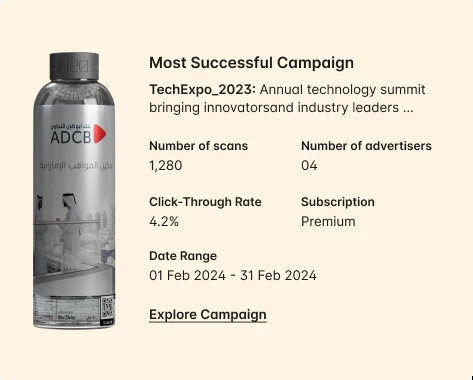 H2O
بنك أبوظبي التجاري
ADCB
تمكين المواهب الإماراتية
Most Successful Campaign
TechExpo_2023: Annual technology summit
bringing innovatorsand industry leaders ...
Number of scans
Number of advertisers
1,280
04
Click-Through Rate
Subscription
4.2%
Premium
Date Range
01 Feb 2024 - 31 Feb 2024
Explore Campaign